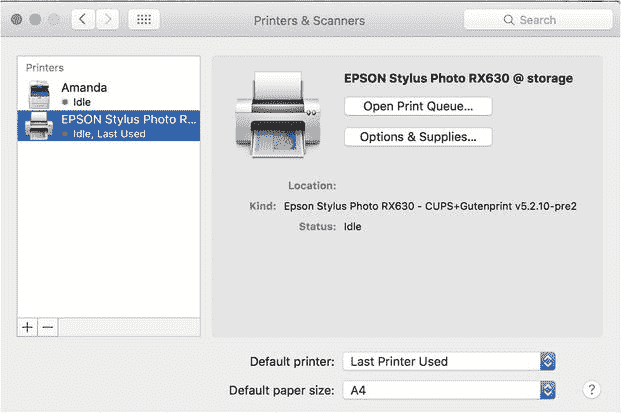 Printers & Scanners
Search
Printers
Amanda
Idle
EPSON Stylus Photo R...
Idle, Last Used
+ −
EPSON Stylus Photo RX630 @ storage
Open Print Queue...
Options & Supplies...
Location:
Kind: Epson Stylus Photo RX630 - CUPS+Gutenprint v5.2.10-pre2
Status: Idle
Default printer: Last Printer Used
Default paper size: A4
?